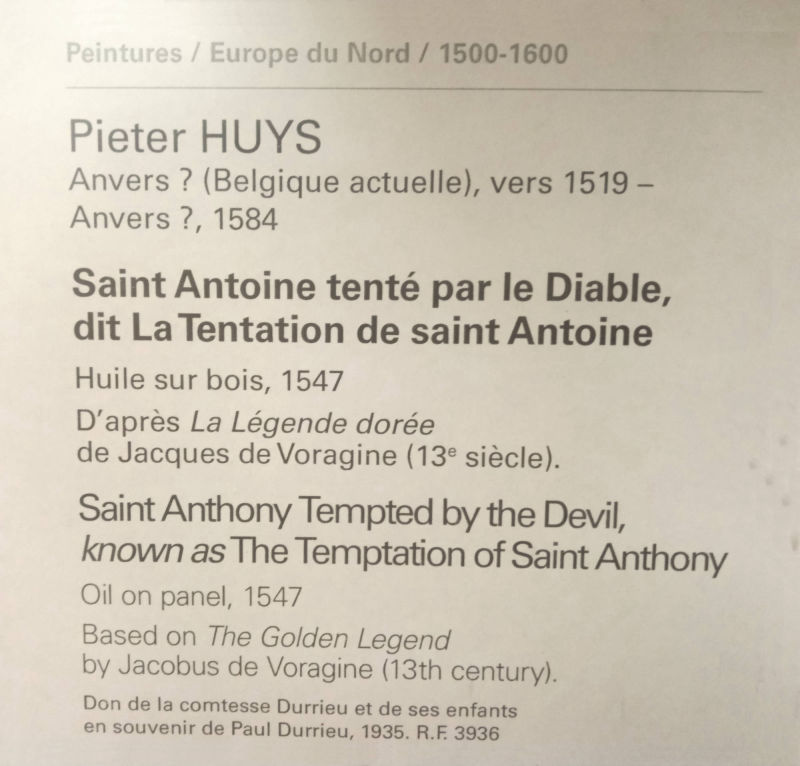 Peintures / Europe du Nord / 1500-1600
Pieter HUYS
Anvers ? (Belgique actuelle), vers 1519 –
Anvers ?, 1584
Saint Antoine tenté par le Diable,
dit La Tentation de saint Antoine
Huile sur bois, 1547
D'après La Légende dorée
de Jacques de Voragine (13e siècle).
Saint Anthony Tempted by the Devil,
known as The Temptation of Saint Anthony
Oil on panel, 1547
Based on The Golden Legend
by Jacobus de Voragine (13th century).
Don de la comtesse Durrieu et de ses enfants
en souvenir de Paul Durrieu, 1935. R.F. 3936